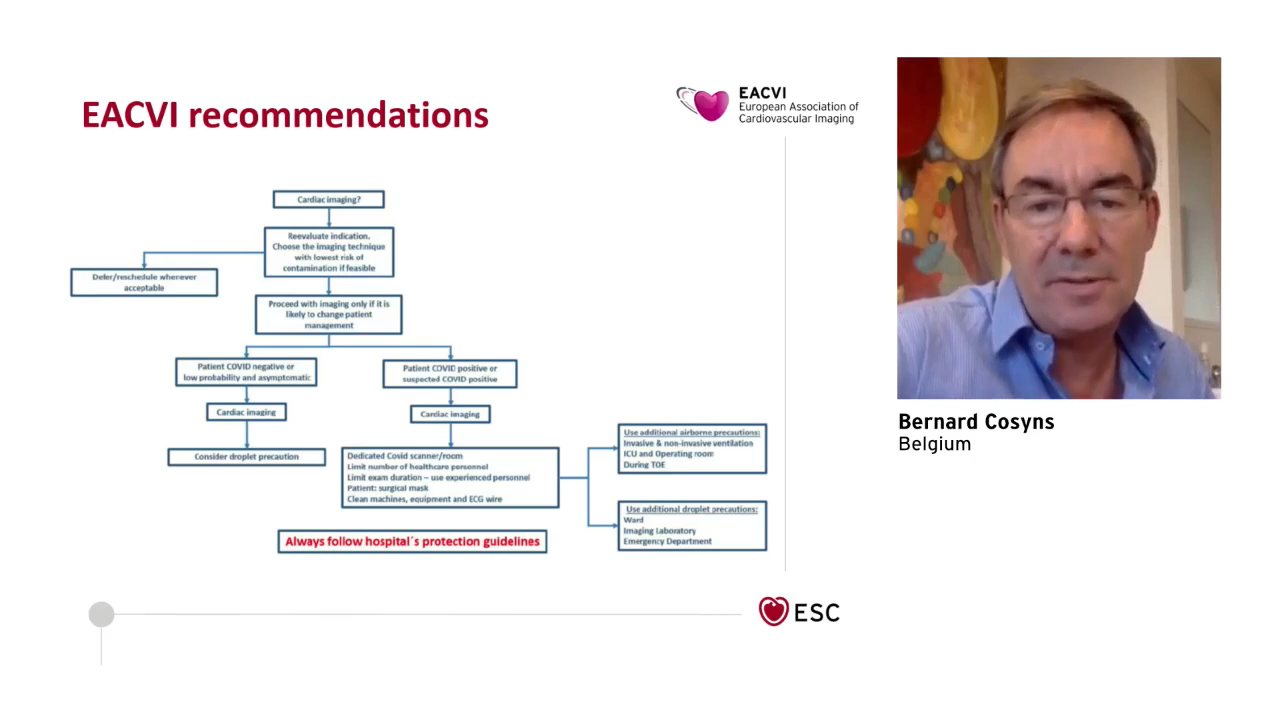 EACVI recommendations
EACVI
European Association of
Cardiovascular Imaging
Cardiac imaging?
Reevaluate indication.
Choose the imaging technique
with lowest risk of
contamination if feasible
Defer/reschedule whenever
acceptable
Proceed with imaging only if it is
likely to change patient
management
Patient COVID negative or
low probability and asymptomatic
Cardiac imaging
Consider droplet precaution
Patient COVID positive or
suspected COVID positive
Cardiac imaging
Dedicated Covid scanner/room
Limit number of healthcare personnel
Limit exam duration – use experienced personnel
Patient: surgical mask
Clean machines, equipment and ECG wire
Use additional airborne precautions:
Invasive & non-invasive ventilation
ICU and Operating room
During TOE
Use additional droplet precautions:
Ward
Imaging Laboratory
Emergency Department
Always follow hospital´s protection guidelines
ESC
Bernard Cosyns
Belgium